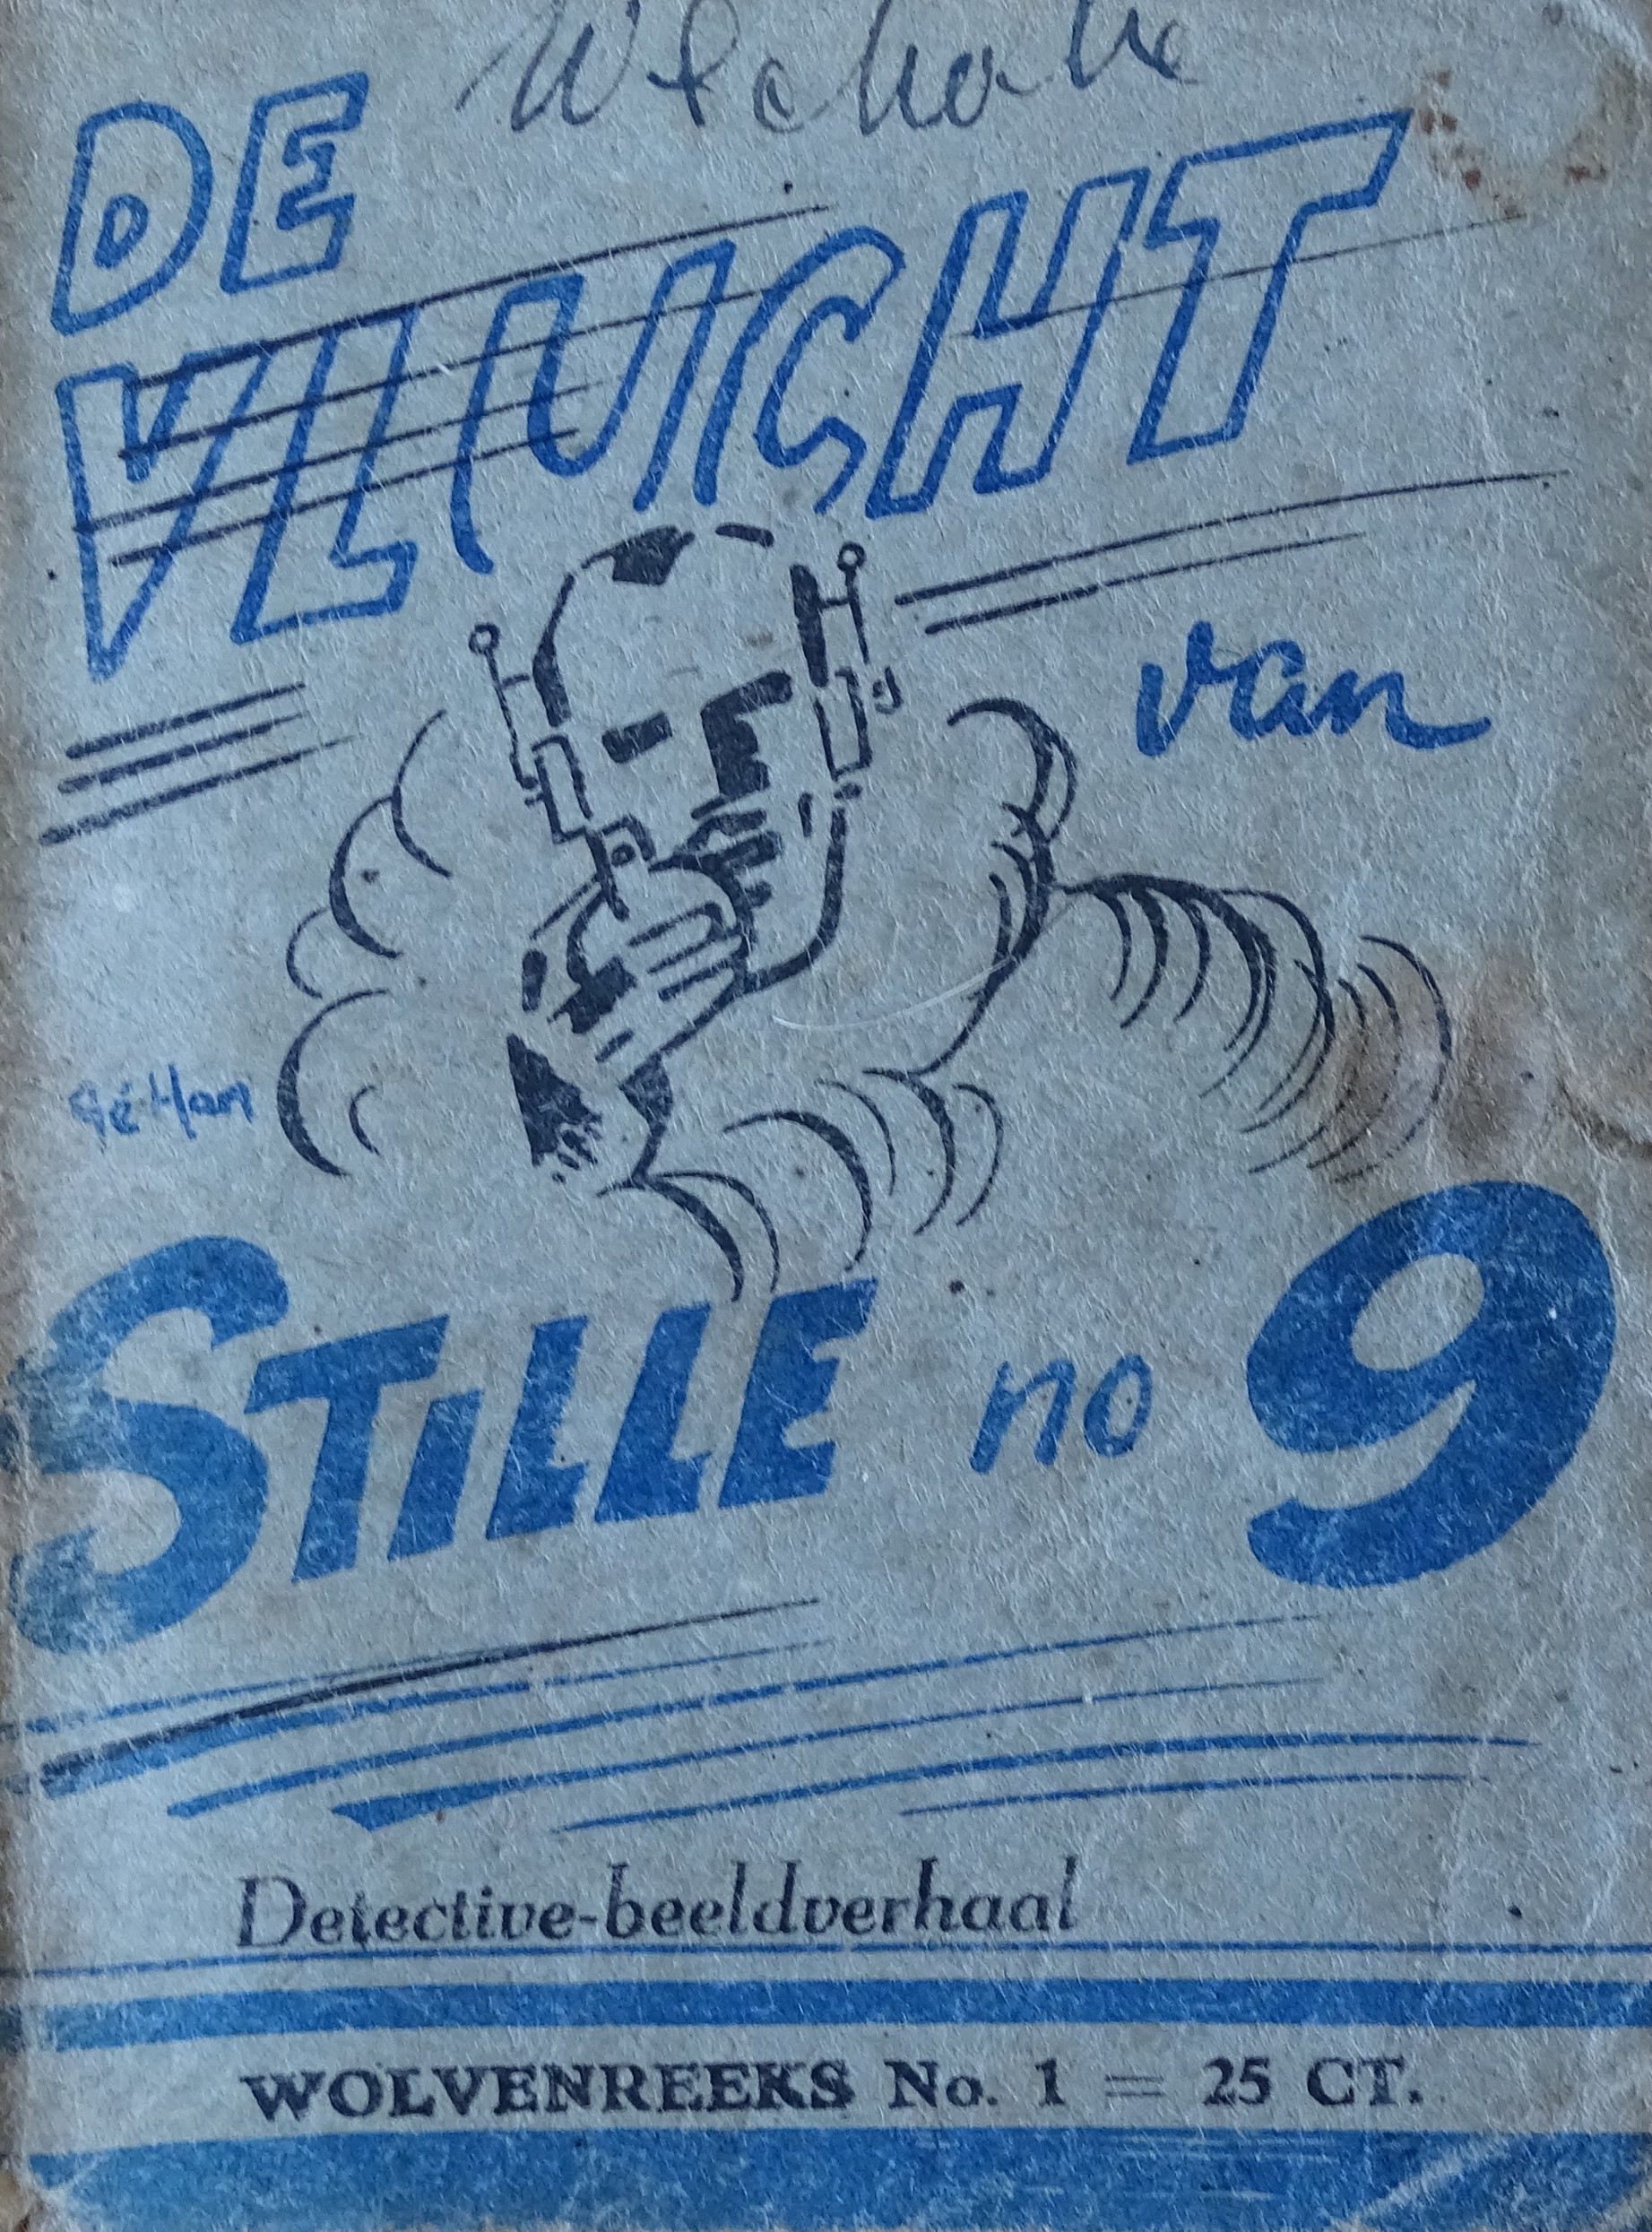 DE
VLUCHT
van
Gé Han
STILLE no 9
Detective-beeldverhaal
WOLVENREEKS No. 1 = 25 CT.